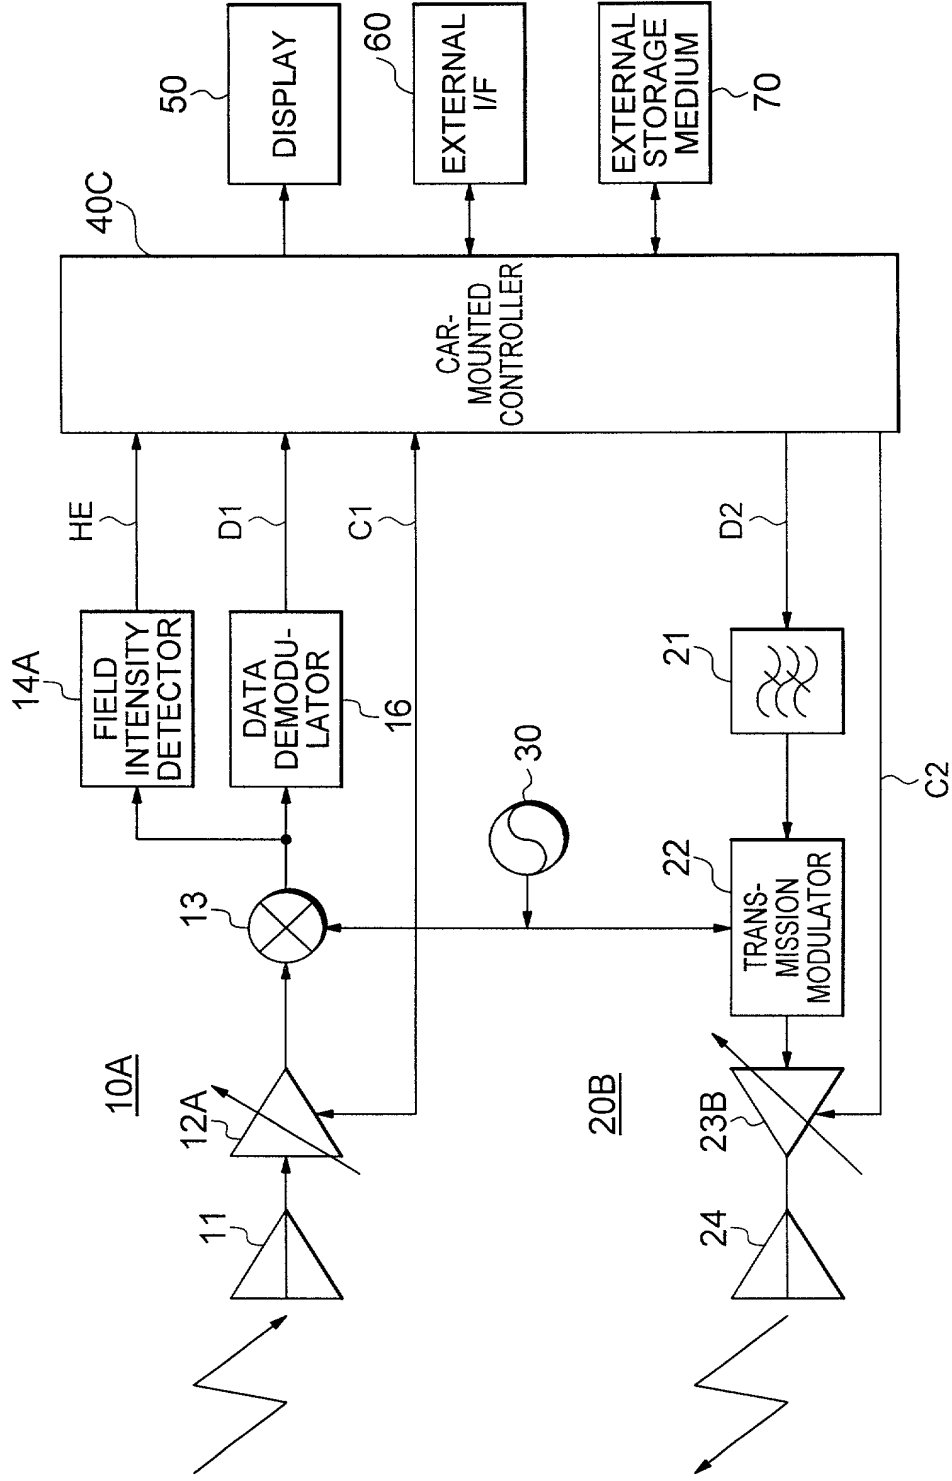 10A
11
12A
13
14A
FIELD
INTENSITY
DETECTOR
HE
DATA
DEMODU-
LATOR
16
D1
C1
40C
CAR-
MOUNTED
CONTROLLER
50
DISPLAY
60
EXTERNAL
I/F
EXTERNAL
STORAGE
MEDIUM
70
30
20B
24
23B
22
TRANS-
MISSION
MODULATOR
21
D2
C2